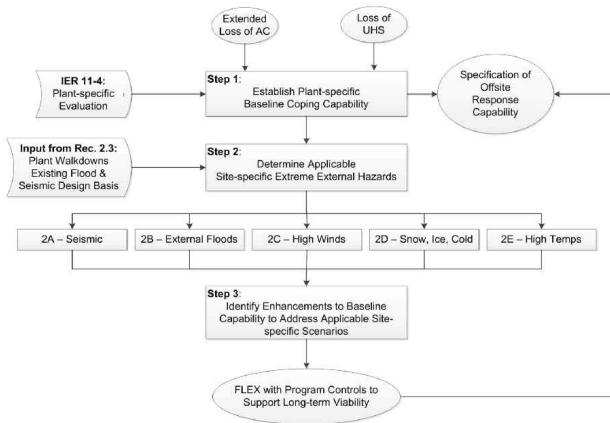 Extended
Loss of AC
Loss of
UHS
IER 11-4:
Plant-specific
Evaluation
Step 1:
Establish Plant-specific
Baseline Coping Capability
Specification of
Offsite
Response
Capability
Input from Rec. 2.3:
Plant Walkdowns
Existing Flood &
Seismic Design Basis
Step 2:
Determine Applicable
Site-specific Extreme External Hazards
2A – Seismic
2B – External Floods
2C – High Winds
2D – Snow, Ice, Cold
2E – High Temps
Step 3:
Identify Enhancements to Baseline
Capability to Address Applicable Site-
specific Scenarios
FLEX with Program Controls to
Support Long-term Viability